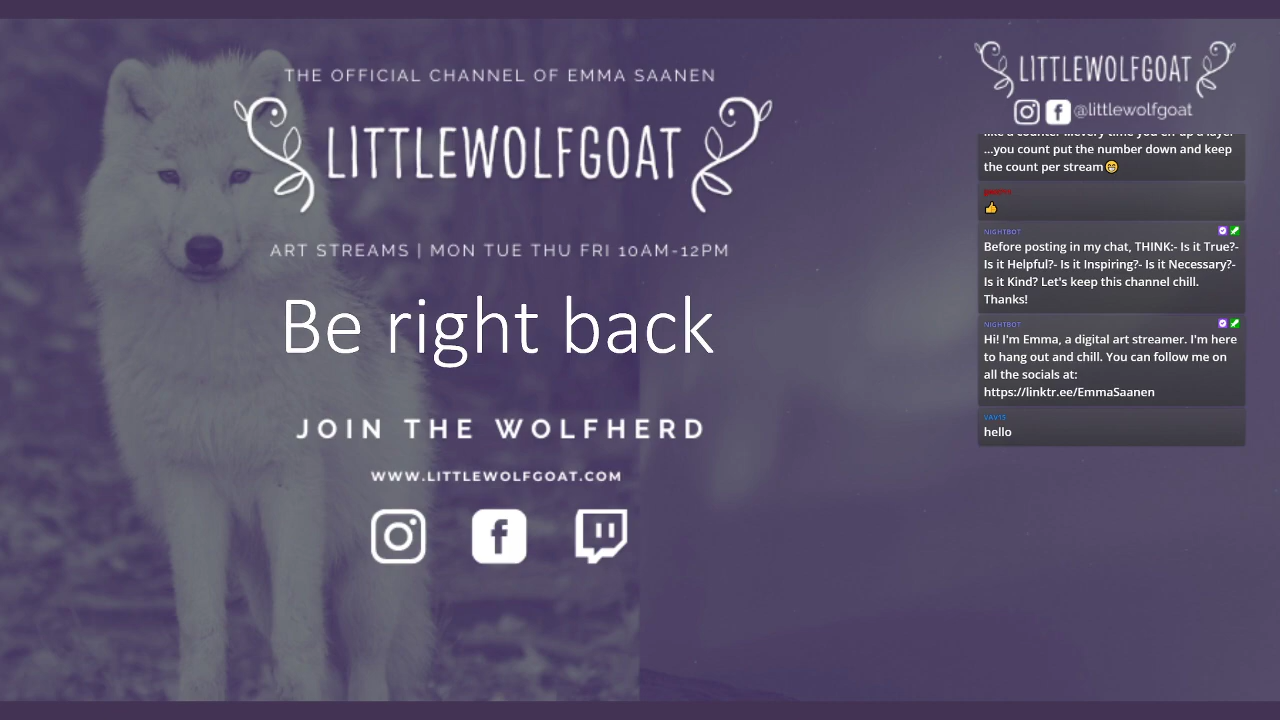 THE OFFICIAL CHANNEL OF EMMA SAANEN
LITTLEWOLFGOAT
ART STREAMS | MON TUE THU FRI 10AM-12PM
Be right back
JOIN THE WOLFHERD
WWW.LITTLEWOLFGOAT.COM
LITTLEWOLFGOAT
@littlewolfgoat
...you count put the number down and keep
the count per stream
NIGHTBOT
Before posting in my chat, THINK:- Is it True?-
Is it Helpful?- Is it Inspiring?- Is it Necessary?-
Is it Kind? Let's keep this channel chill.
Thanks!
NIGHTBOT
Hi! I'm Emma, a digital art streamer. I'm here
to hang out and chill. You can follow me on
all the socials at:
https://linktr.ee/EmmaSaanen
hello